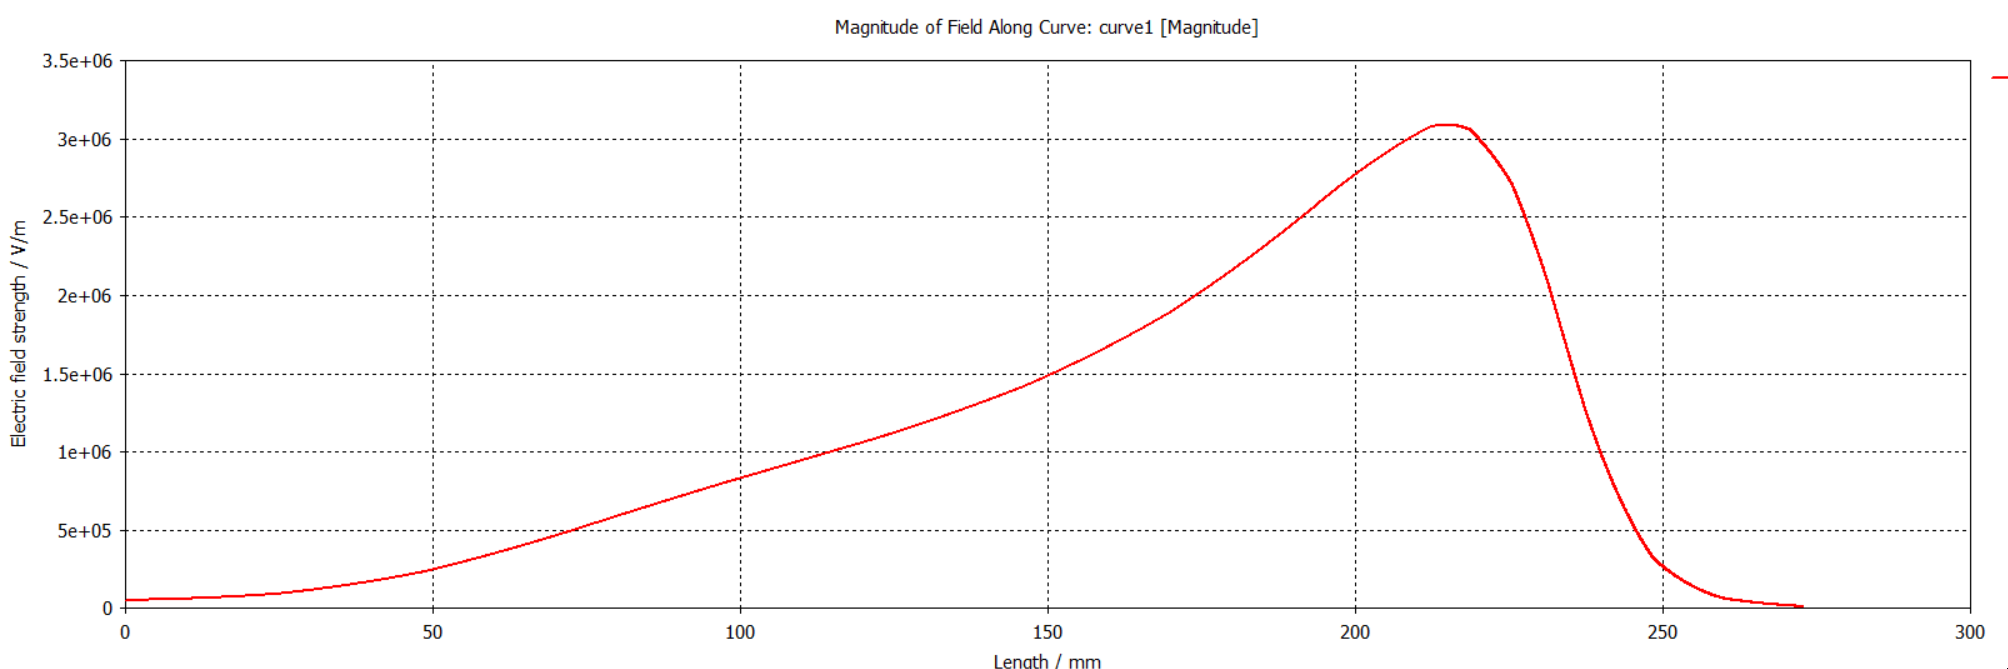 Magnitude of Field Along Curve: curve1 [Magnitude]
3.5e+06
3e+06
2.5e+06
2e+06
1.5e+06
1e+06
5e+05
0
Electric field strength / V/m
0 50 100 150 200 250 300
Length / mm